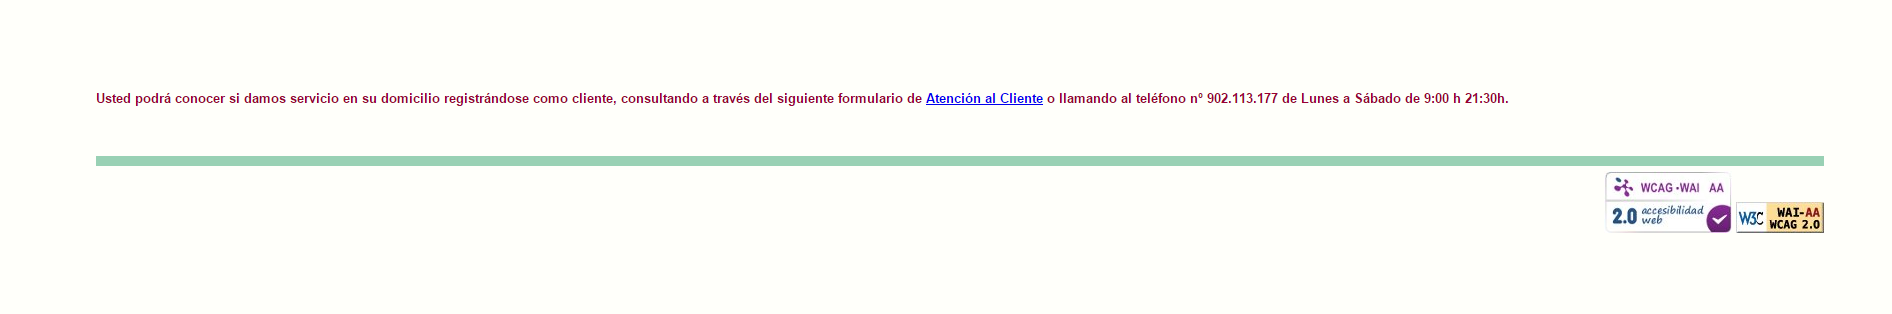 Usted podrá conocer si damos servicio en su domicilio registrándose como cliente, consultando a través del siguiente formulario de Atención al Cliente o llamando al teléfono nº 902.113.177 de Lunes a Sábado de 9:00 h 21:30h.
WCAG·WAI AA
2.0 accesibilidad
web
W3C WAI-AA
WCAG 2.0